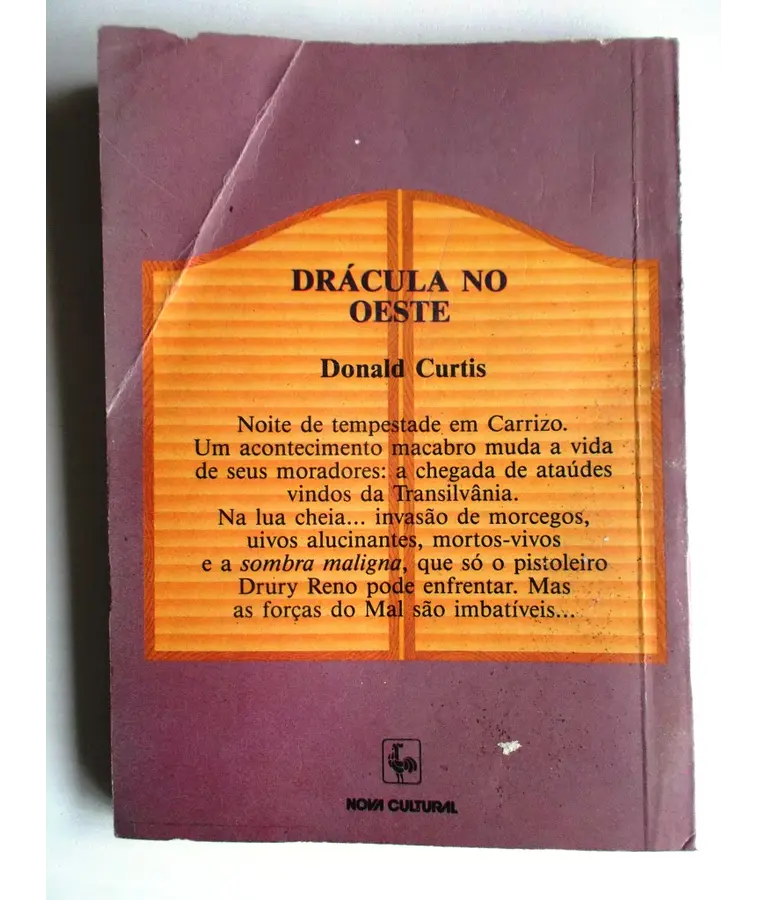 DRÁCULA NO
OESTE
Donald Curtis
Noite de tempestade em Carrizo.
Um acontecimento macabro muda a vida
de seus moradores: a chegada de ataúdes
vindos da Transilvânia.
Na lua cheia... invasão de morcegos,
uivos alucinantes, mortos-vivos
e a sombra maligna, que só o pistoleiro
Drury Reno pode enfrentar. Mas
as forças do Mal são imbatíveis...
NOVA CULTURAL